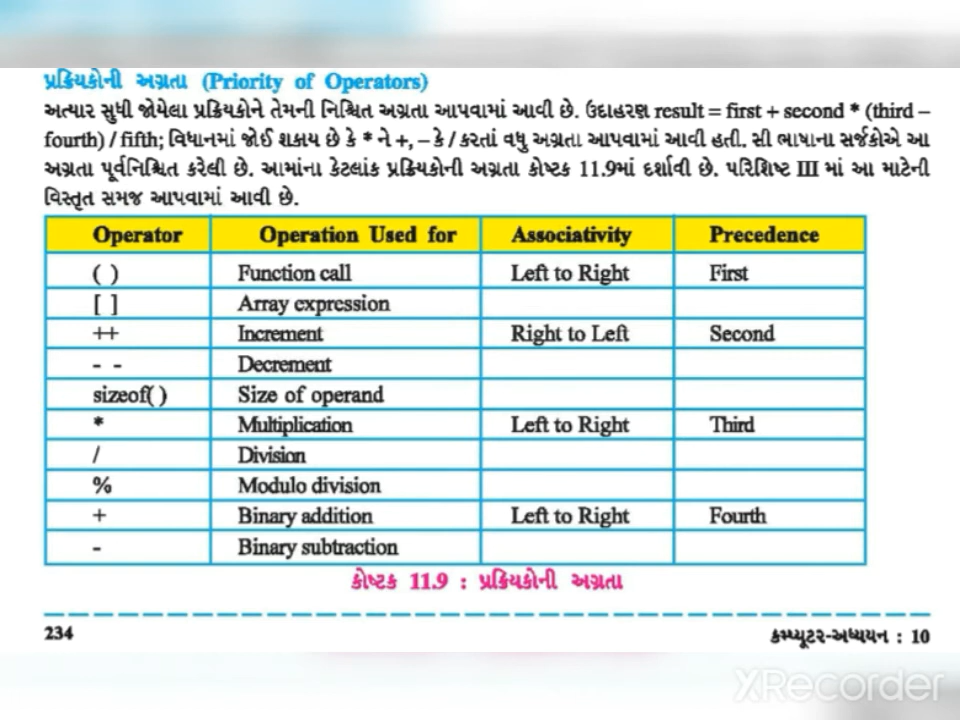 પ્રક્રિયકોની અગ્રતા (Priority of Operators)
અત્યાર સુધી જોયેલા પ્રક્રિયકોને તેમની નિશ્ચિત અગ્રતા આપવામાં આવી છે. ઉદાહરણ result = first + second * (third –
fourth) / fifth; વિધાનમાં જોઈ શકાય છે કે * ને +, – કે / કરતાં વધુ અગ્રતા આપવામાં આવી હતી. સી ભાષાના સર્જકોએ આ
અગ્રતા પૂર્વનિશ્ચિત કરેલી છે. આમાંના કેટલાંક પ્રક્રિયકોની અગ્રતા કોષ્ટક 11.9માં દર્શાવી છે. પરિશિષ્ટ III માં આ માટેની
વિસ્તૃત સમજ આપવામાં આવી છે.
Operator Operation Used for Associativity Precedence
( ) Function call Left to Right First
[ ] Array expression
++ Increment Right to Left Second
- - Decrement
sizeof( ) Size of operand
* Multiplication Left to Right Third
/ Division
% Modulo division
+ Binary addition Left to Right Fourth
- Binary subtraction
કોષ્ટક 11.9 : પ્રક્રિયકોની અગ્રતા
234 કમ્પ્યૂટર-અધ્યયન : 10
XRecorder